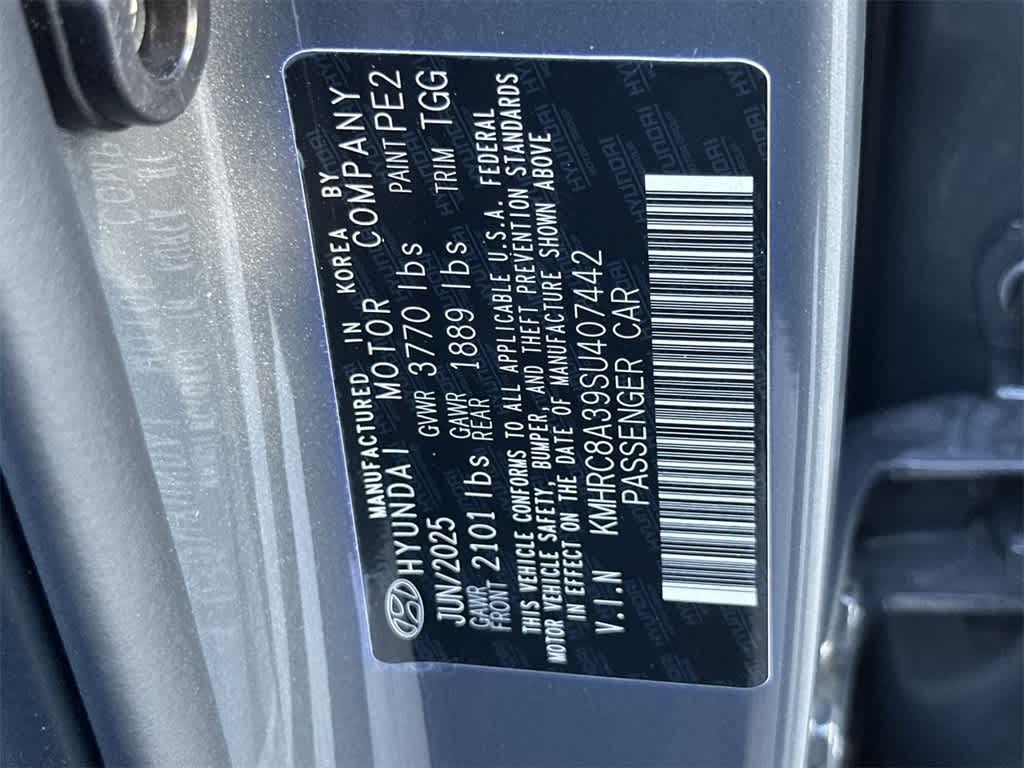 MANUFACTURED IN KOREA BY
HYUNDAI MOTOR COMPANY
JUN/2025 GVWR 3770 lbs PAINT PE2
GAWR FRONT 2101 lbs GAWR REAR 1889 lbs TRIM TGG
THIS VEHICLE CONFORMS TO ALL APPLICABLE U.S.A. FEDERAL
MOTOR VEHICLE SAFETY, BUMPER, AND THEFT PREVENTION STANDARDS
IN EFFECT ON THE DATE OF MANUFACTURE SHOWN ABOVE
V.I.N KMHRC8A39SU407442
PASSENGER CAR